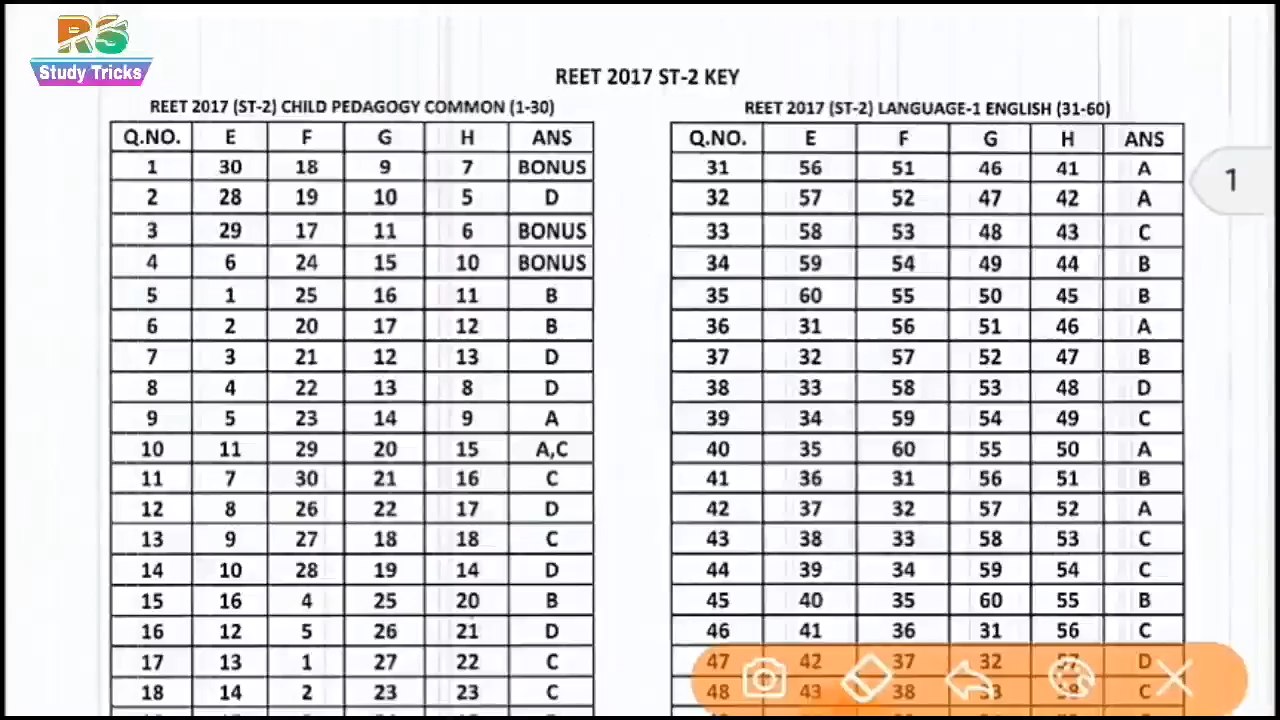 RS
Study Tricks
REET 2017 ST-2 KEY
REET 2017 (ST-2) CHILD PEDAGOGY COMMON (1-30)
Q.NO. E F G H ANS
1 30 18 9 7 BONUS
2 28 19 10 5 D
3 29 17 11 6 BONUS
4 6 24 15 10 BONUS
5 1 25 16 11 B
6 2 20 17 12 B
7 3 21 12 13 D
8 4 22 13 8 D
9 5 23 14 9 A
10 11 29 20 15 A,C
11 7 30 21 16 C
12 8 26 22 17 D
13 9 27 18 18 C
14 10 28 19 14 D
15 16 4 25 20 B
16 12 5 26 21 D
17 13 1 27 22 C
18 14 2 23 23 C
REET 2017 (ST-2) LANGUAGE-1 ENGLISH (31-60)
Q.NO. E F G H ANS
31 56 51 46 41 A
32 57 52 47 42 A
33 58 53 48 43 C
34 59 54 49 44 B
35 60 55 50 45 B
36 31 56 51 46 A
37 32 57 52 47 B
38 33 58 53 48 D
39 34 59 54 49 C
40 35 60 55 50 A
41 36 31 56 51 B
42 37 32 57 52 A
43 38 33 58 53 C
44 39 34 59 54 C
45 40 35 60 55 B
46 41 36 31 56 C
47 42 37 32 57 D
48 43 38 33 58 C
1